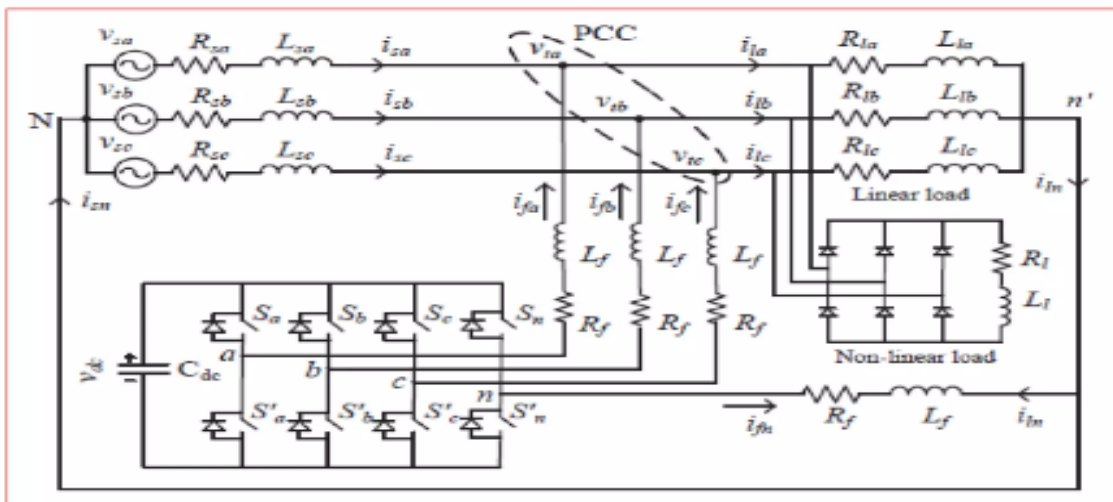 v_sa R_sa L_sa i_sa v_ta PCC i_la R_la L_la
N v_sb R_sb L_sb i_sb v_tb i_lb R_lb L_lb n'
v_sc R_sc L_sc i_sc v_tc i_lc R_lc L_lc
i_sn i_fa i_fb i_fc Linear load i_ln
L_f L_f L_f R_l
S_a S_b S_c S_n R_f R_f R_f L_l
v_dc C_dc a b c n Non-linear load
S'_a S'_b S'_c S'_n i_fn R_f L_f i_ln